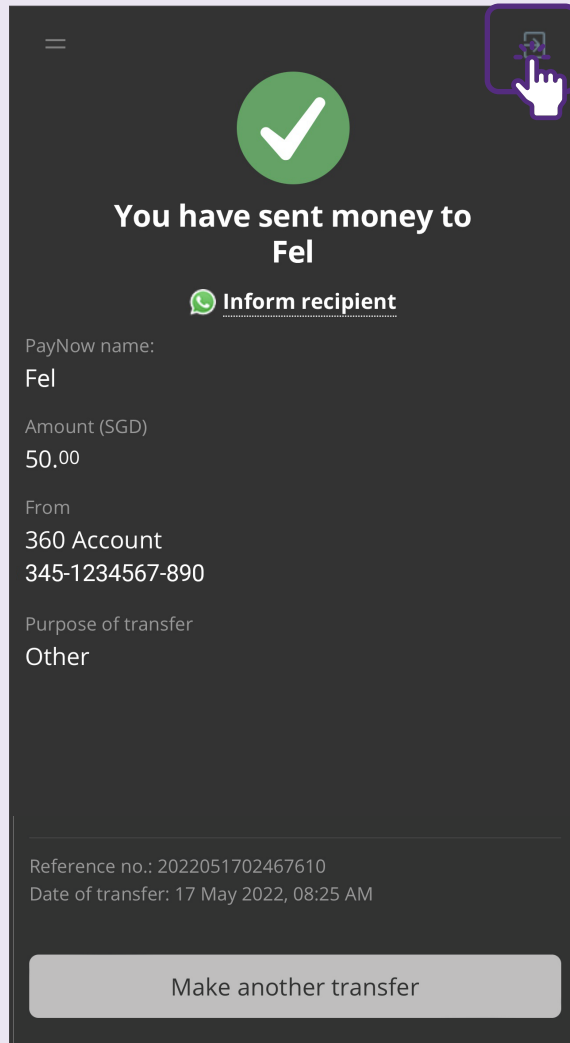 You have sent money to
Fel
Inform recipient
PayNow name:
Fel
Amount (SGD)
50.00
From
360 Account
345-1234567-890
Purpose of transfer
Other
Reference no.: 2022051702467610
Date of transfer: 17 May 2022, 08:25 AM
Make another transfer